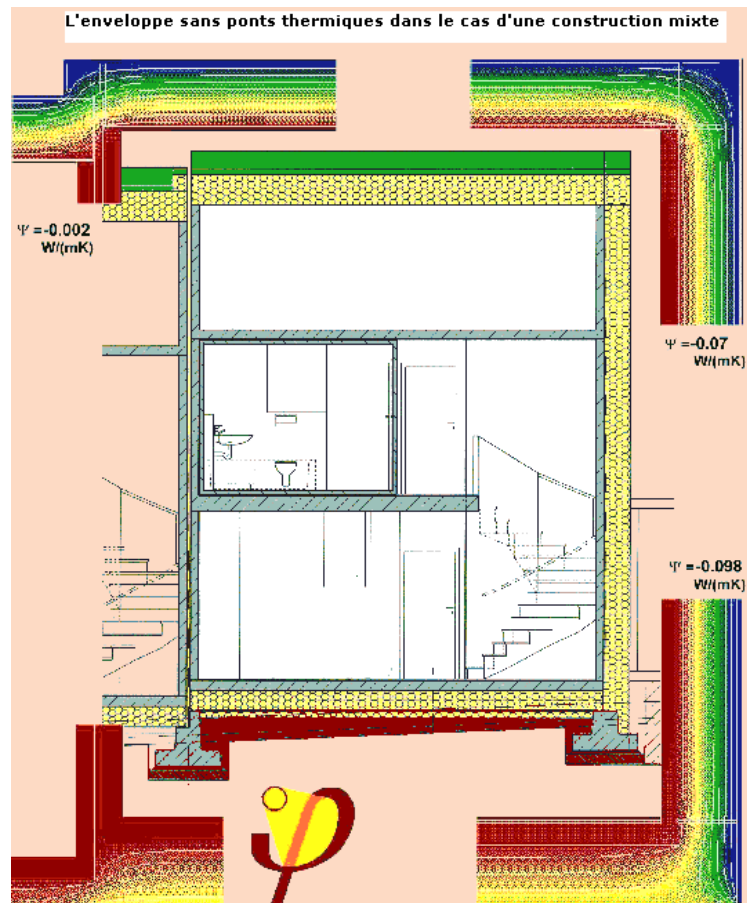 L'enveloppe sans ponts thermiques dans le cas d'une construction mixte
Ψ =-0.002
W/(mK)
Ψ =-0.07
W/(mK)
Ψ =-0.098
W/(mK)